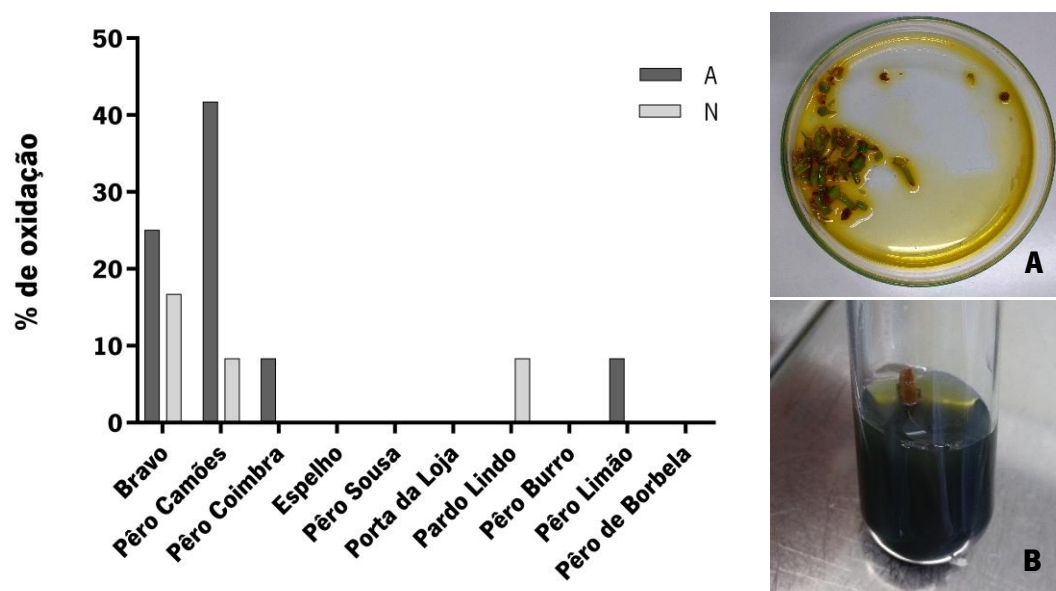 % de oxidação
50
40
30
20
10
0
A
N
Bravo
Pêro Camões
Pêro Coimbra
Espelho
Pêro Sousa
Porta da Loja
Pardo Lindo
Pêro Burro
Pêro Limão
Pêro de Borbela
A
B